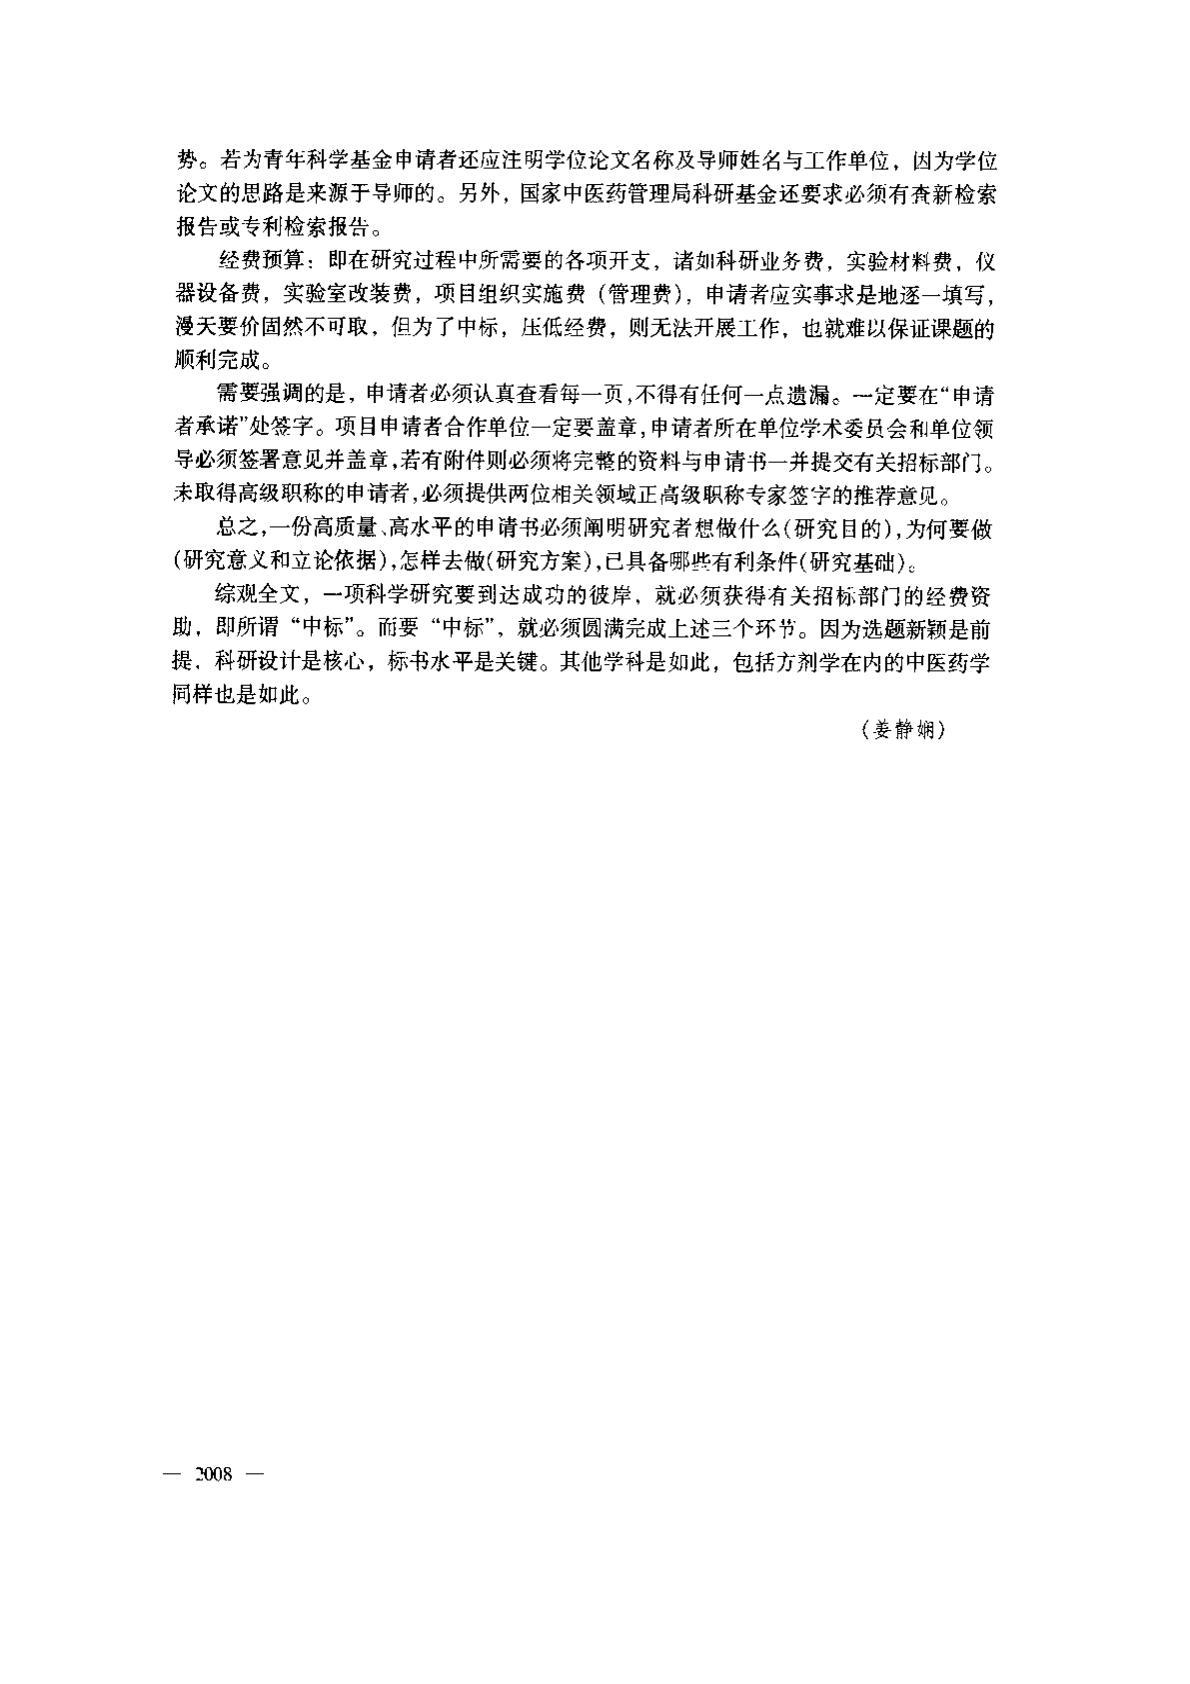 势。若为青年科学基金申请者还应注明学位论文名称及导师姓名与工作单位，因为学位
论文的思路是来源于导师的。另外，国家中医药管理局科研基金还要求必须有查新检索
报告或专利检索报告。
经费预算：即在研究过程中所需要的各项开支，诸如科研业务费，实验材料费，仪
器设备费，实验室改装费，项目组织实施费（管理费），申请者应实事求是地逐一填写，
漫天要价固然不可取，但为了中标，压低经费，则无法开展工作，也就难以保证课题的
顺利完成。
需要强调的是，申请者必须认真查看每一页，不得有任何一点遗漏。一定要在“申请
者承诺”处签字。项目申请者合作单位一定要盖章，申请者所在单位学术委员会和单位领
导必须签署意见并盖章，若有附件则必须将完整的资料与申请书一并提交有关招标部门。
未取得高级职称的申请者，必须提供两位相关领域正高级职称专家签字的推荐意见。
总之，一份高质量、高水平的申请书必须阐明研究者想做什么（研究目的），为何要做
（研究意义和立论依据），怎样去做（研究方案），已具备哪些有利条件（研究基础）。
综观全文，一项科学研究要到达成功的彼岸，就必须获得有关招标部门的经费资
助，即所谓“中标”。而要“中标”，就必须圆满完成上述三个环节。因为选题新颖是前
提，科研设计是核心，标书水平是关键。其他学科是如此，包括方剂学在内的中医药学
同样也是如此。
（姜静娴）
— 2008 —